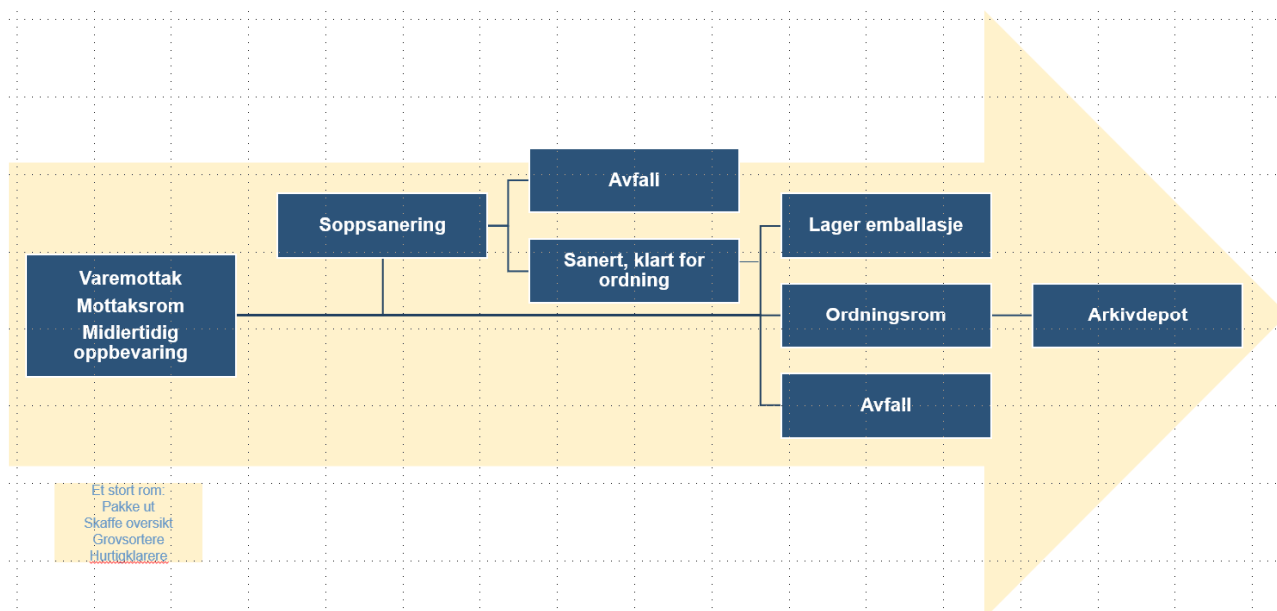 Avfall
Soppsanering
Lager emballasje
Sanert, klart for
ordning
Varemottak
Mottaksrom
Midlertidig
oppbevaring
Ordningsrom
Arkivdepot
Avfall
Et stort rom:
Pakke ut
Skaffe oversikt
Grovsortere
Hurtigklarere